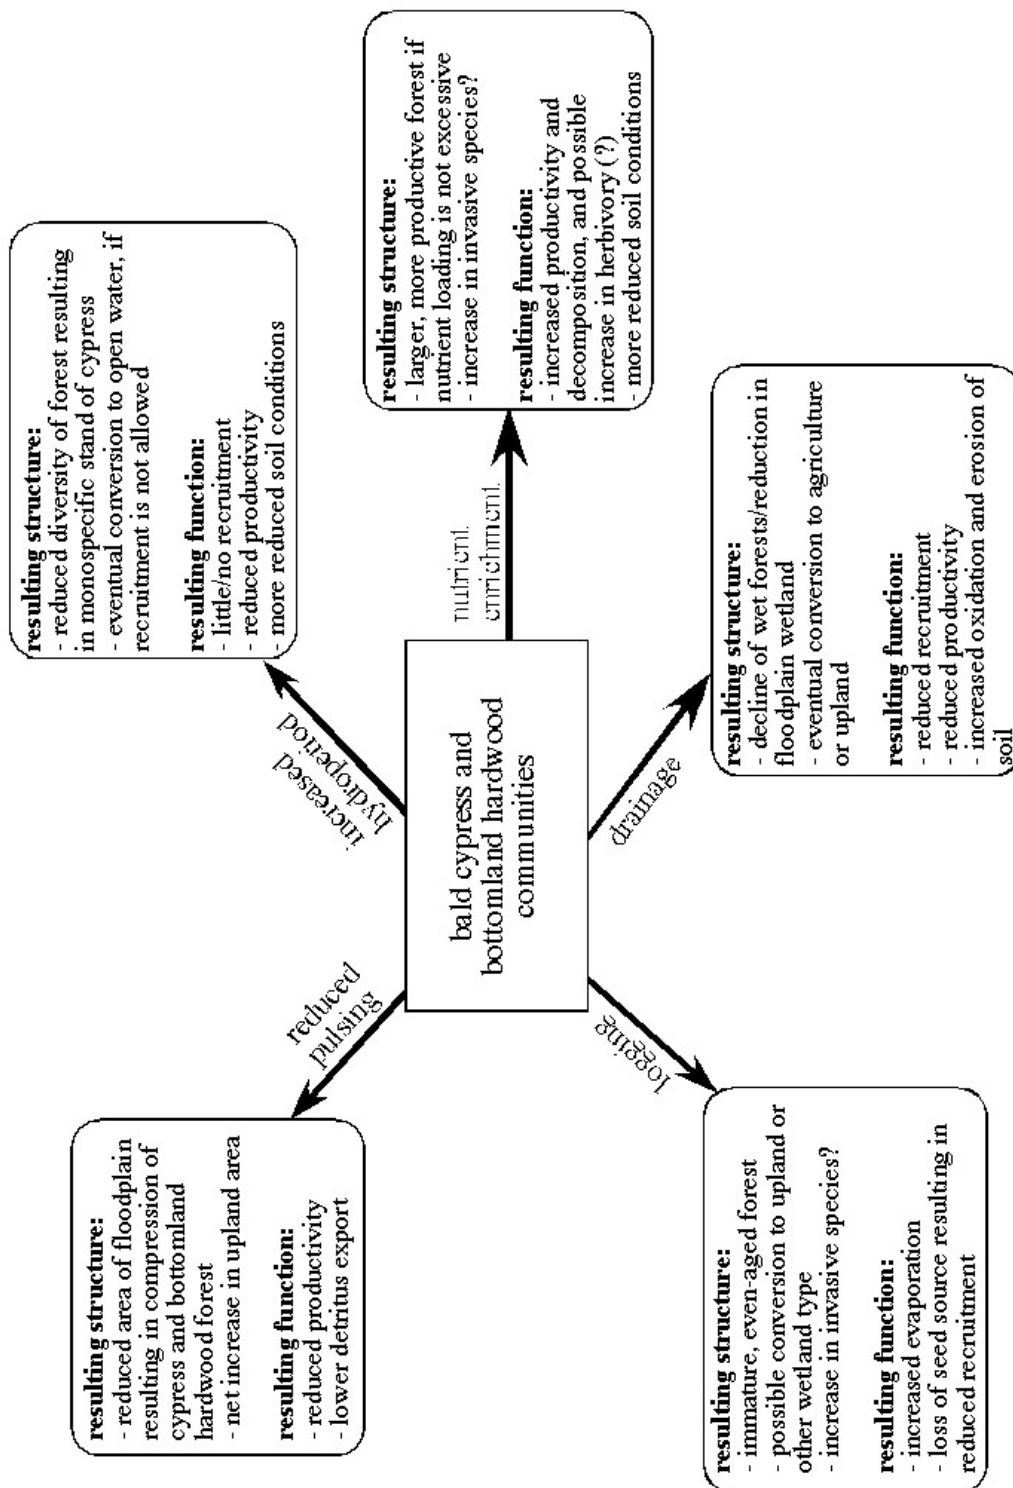 resulting structure:
- reduced area of floodplain
resulting in compression of
cypress and bottomland
hardwood forest
- net increase in upland area
resulting function:
- reduced productivity
- lower detritus export
reduced
pulsing
increased
hydroperiod
resulting structure:
- reduced diversity of forest resulting
in monospecific stand of cypress
- eventual conversion to open water, if
recruitment is not allowed
resulting function:
- little/no recruitment
- reduced productivity
- more reduced soil conditions
bald cypress and
bottomland hardwood
communities
nutrient
enrichment
resulting structure:
- larger, more productive forest if
nutrient loading is not excessive
- increase in invasive species?
resulting function:
- increased productivity and
decomposition, and possible
increase in herbivory (?)
- more reduced soil conditions
logging
resulting structure:
- immature, even-aged forest
- possible conversion to upland or
other wetland type
- increase in invasive species?
resulting function:
- increased evaporation
- loss of seed source resulting in
reduced recruitment
drainage
resulting structure:
- decline of wet forests/reduction in
floodplain wetland
- eventual conversion to agriculture
or upland
resulting function:
- reduced recruitment
- reduced productivity
- increased oxidation and erosion of
soil